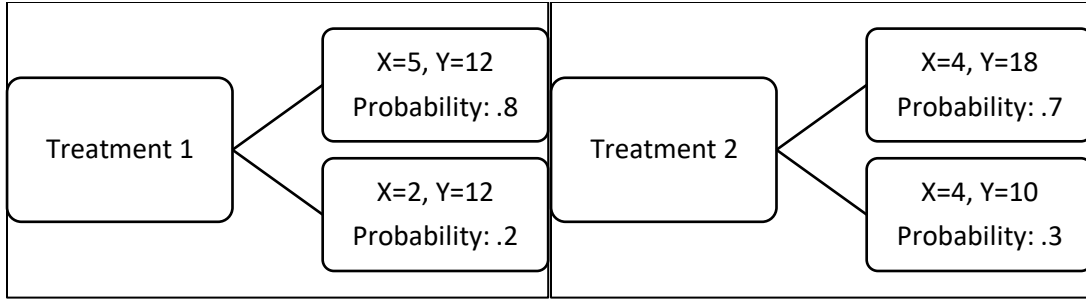 Treatment 1
X=5, Y=12
Probability: .8
X=2, Y=12
Probability: .2
Treatment 2
X=4, Y=18
Probability: .7
X=4, Y=10
Probability: .3